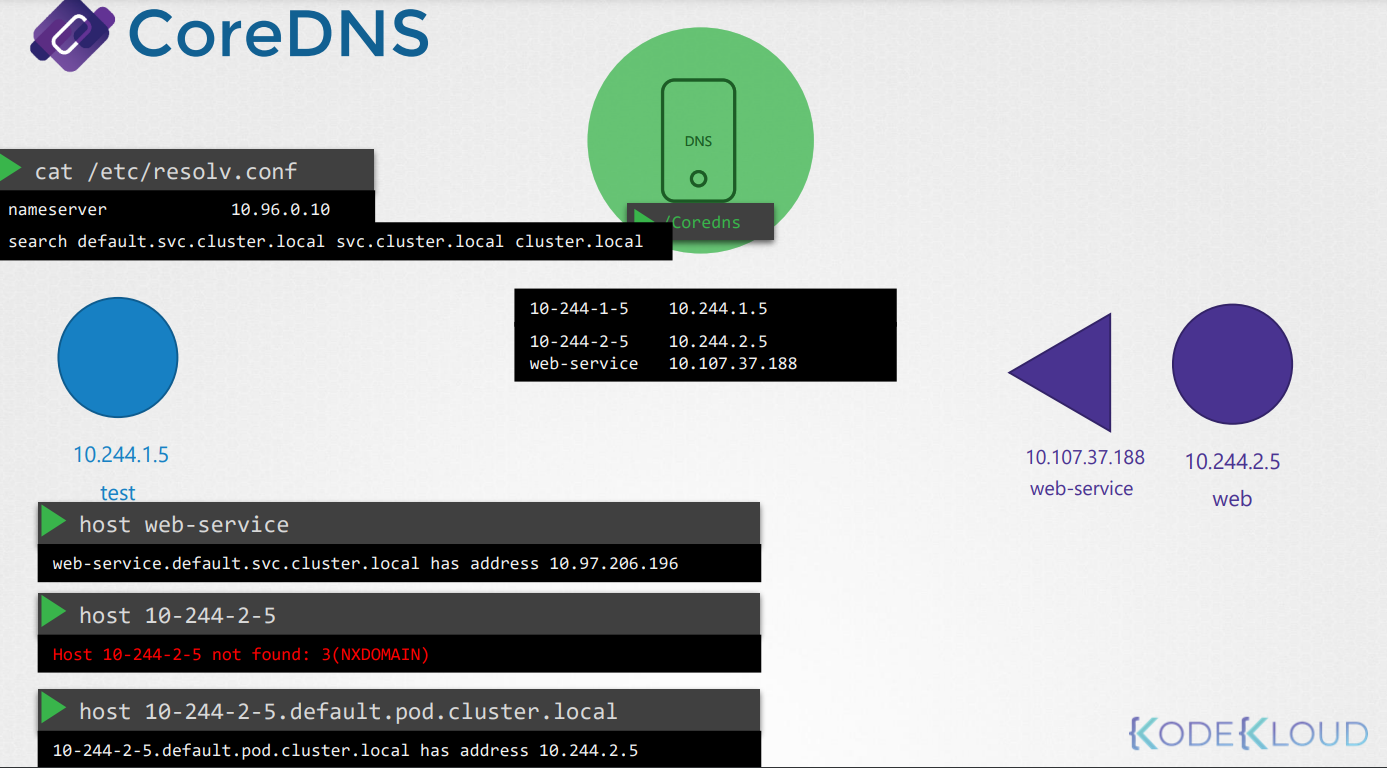 CoreDNS
DNS
/Coredns
cat /etc/resolv.conf
nameserver 10.96.0.10
search default.svc.cluster.local svc.cluster.local cluster.local
10-244-1-5 10.244.1.5
10-244-2-5 10.244.2.5
web-service 10.107.37.188
10.244.1.5
test
10.107.37.188
web-service
10.244.2.5
web
host web-service
web-service.default.svc.cluster.local has address 10.97.206.196
host 10-244-2-5
Host 10-244-2-5 not found: 3(NXDOMAIN)
host 10-244-2-5.default.pod.cluster.local
10-244-2-5.default.pod.cluster.local has address 10.244.2.5
KODEKLOUD